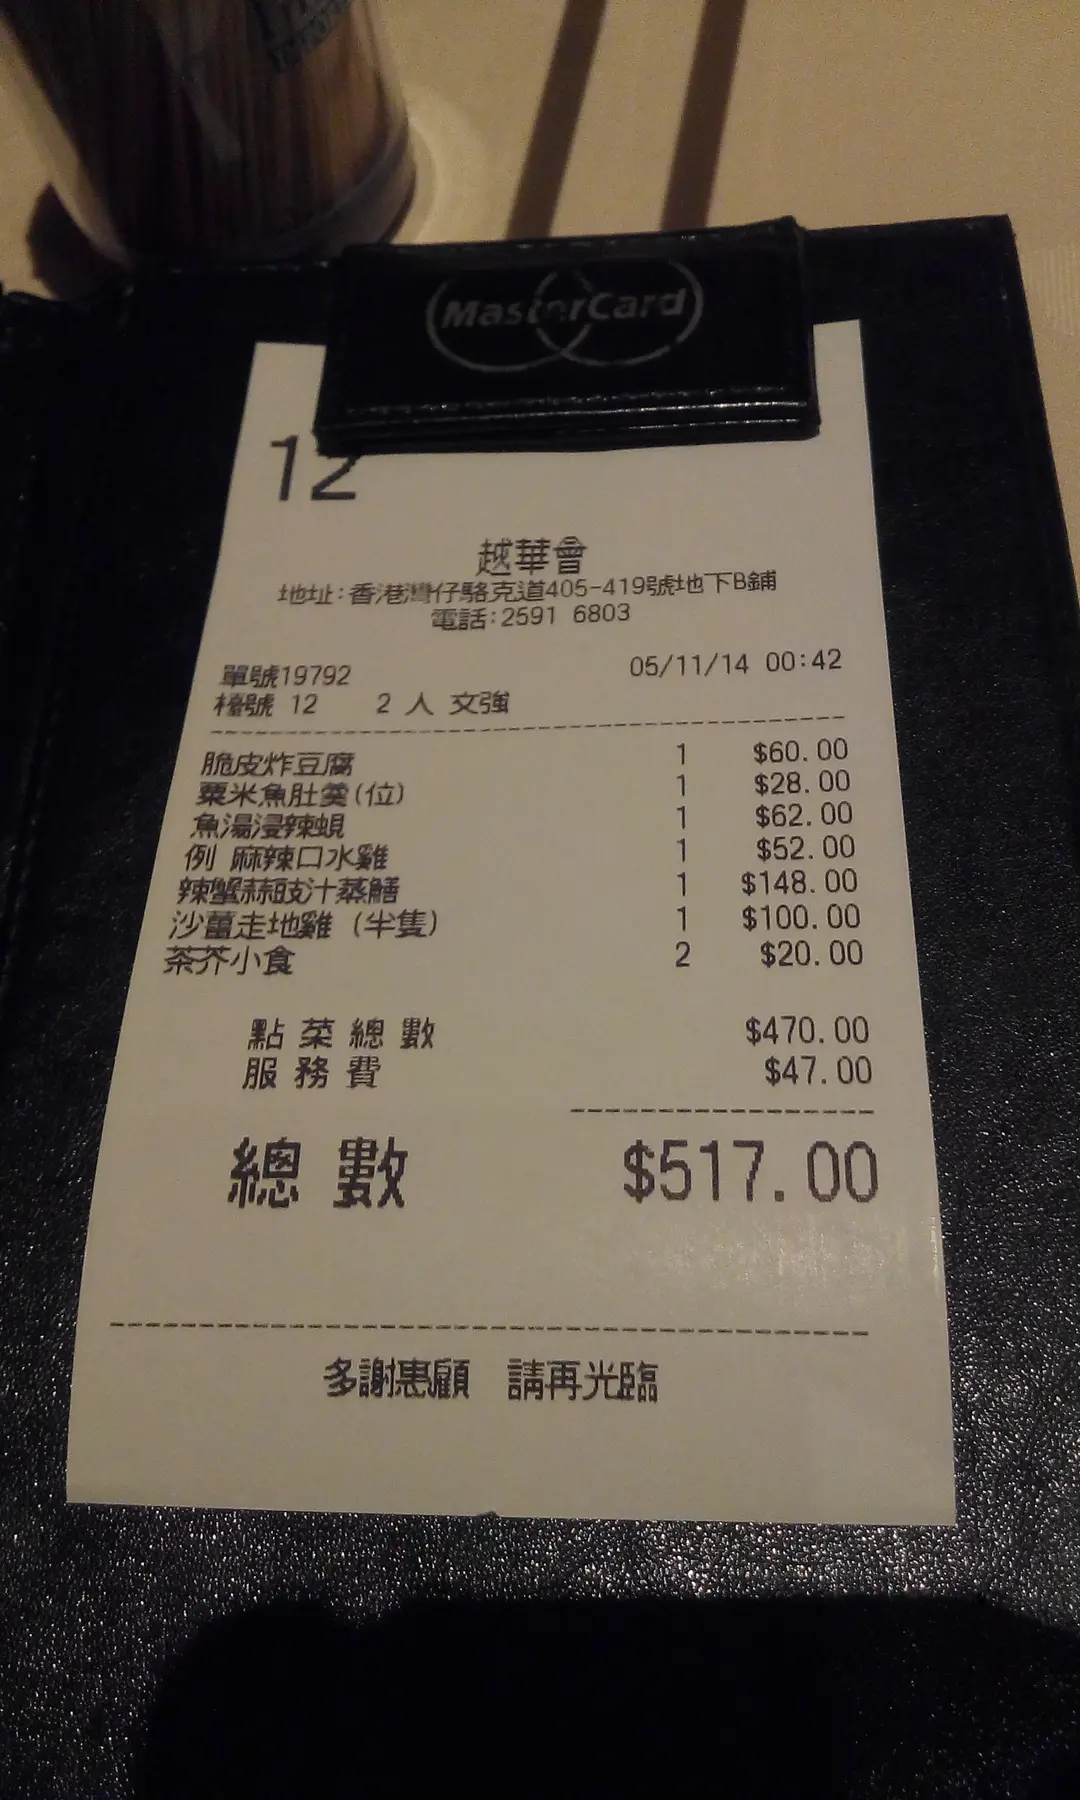 MasterCard
12
越華會
地址:香港灣仔駱克道405-419號地下B鋪
電話:2591 6803
單號19792 05/11/14 00:42
檯號 12 2 人 文強
脆皮炸豆腐 1 $60.00
粟米魚肚羹(位) 1 $28.00
魚湯浸辣蜆 1 $62.00
例 麻辣口水雞 1 $52.00
辣蟹蒜豉汁蒸鱔 1 $148.00
沙薑走地雞 (半隻) 1 $100.00
茶芥小食 2 $20.00
點菜總數 $470.00
服務費 $47.00
總數 $517.00
多謝惠顧 請再光臨